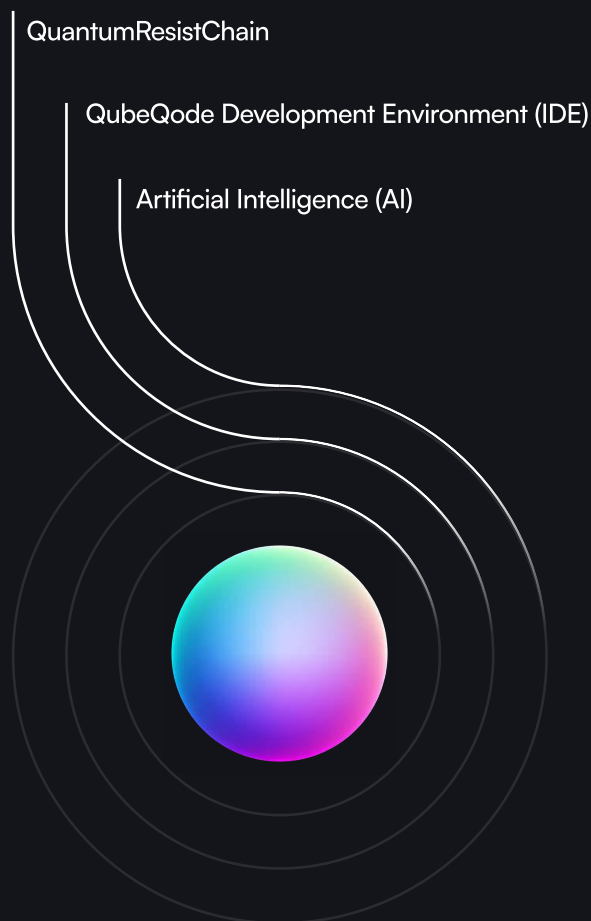 QuantumResistChain
QubeQode Development Environment (IDE)
Artificial Intelligence (AI)